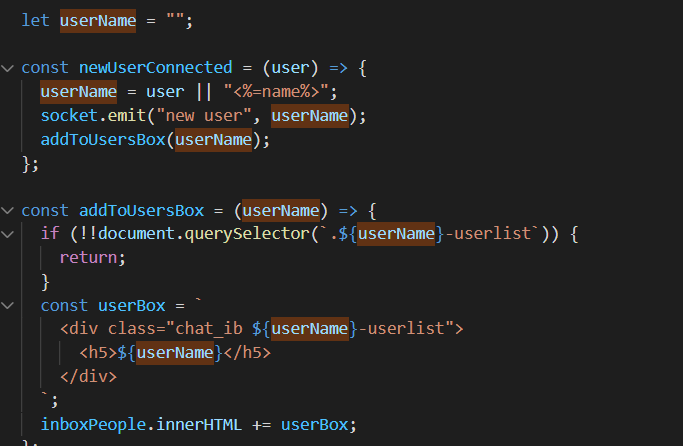 let userName = "";
const newUserConnected = (user) => {
userName = user || "<%=name%>";
socket.emit("new user", userName);
addToUsersBox(userName);
};
const addToUsersBox = (userName) => {
if (!!document.querySelector(`.${userName}-userlist`)) {
return;
}
const userBox = `
<div class="chat_ib ${userName}-userlist">
<h5>${userName}</h5>
</div>
`;
inboxPeople.innerHTML += userBox;
};